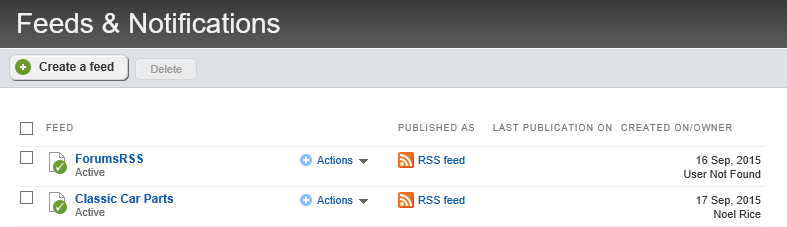 Feeds & Notifications
Create a feed Delete
FEED PUBLISHED AS LAST PUBLICATION ON CREATED ON/OWNER
ForumsRSS Actions RSS feed 16 Sep, 2015
Active User Not Found
Classic Car Parts Actions RSS feed 17 Sep, 2015
Active Noel Rice